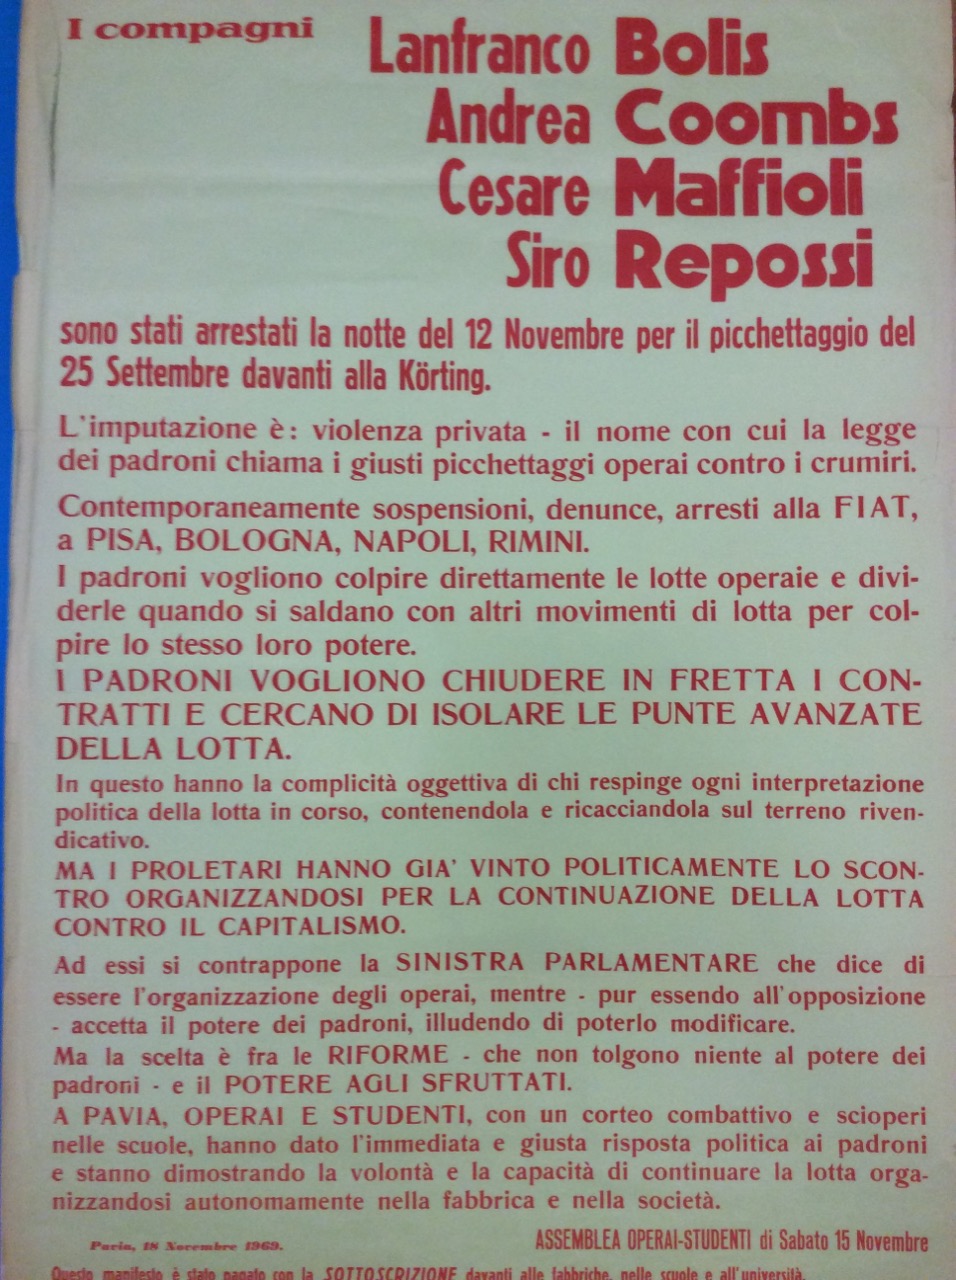 I compagni Lanfranco Bolis
Andrea Coombs
Cesare Maffioli
Siro Repossi
sono stati arrestati la notte del 12 Novembre per il picchettaggio del
25 Settembre davanti alla Körting.
L'imputazione è: violenza privata - il nome con cui la legge
dei padroni chiama i giusti picchettaggi operai contro i crumiri.
Contemporaneamente sospensioni, denunce, arresti alla FIAT,
a PISA, BOLOGNA, NAPOLI, RIMINI.
I padroni vogliono colpire direttamente le lotte operaie e divi-
derle quando si saldano con altri movimenti di lotta per col-
pire lo stesso loro potere.
I PADRONI VOGLIONO CHIUDERE IN FRETTA I CON-
TRATTI E CERCANO DI ISOLARE LE PUNTE AVANZATE
DELLA LOTTA.
In questo hanno la complicità oggettiva di chi respinge ogni interpretazione
politica della lotta in corso, contenendola e ricacciandola sul terreno riven-
dicativo.
MA I PROLETARI HANNO GIA' VINTO POLITICAMENTE LO SCON-
TRO ORGANIZZANDOSI PER LA CONTINUAZIONE DELLA LOTTA
CONTRO IL CAPITALISMO.
Ad essi si contrappone la SINISTRA PARLAMENTARE che dice di
essere l'organizzazione degli operai, mentre - pur essendo all'opposizione
- accetta il potere dei padroni, illudendo di poterlo modificare.
Ma la scelta è fra le RIFORME - che non tolgono niente al potere dei
padroni - e il POTERE AGLI SFRUTTATI.
A PAVIA, OPERAI E STUDENTI, con un corteo combattivo e scioperi
nelle scuole, hanno dato l'immediata e giusta risposta politica ai padroni
e stanno dimostrando la volontà e la capacità di continuare la lotta orga-
nizzandosi autonomamente nella fabbrica e nella società.
Pavia, 18 Novembre 1969. ASSEMBLEA OPERAI-STUDENTI di Sabato 15 Novembre
Questo manifesto è stato pagato con la SOTTOSCRIZIONE davanti alle fabbriche, nelle scuole e all'università.